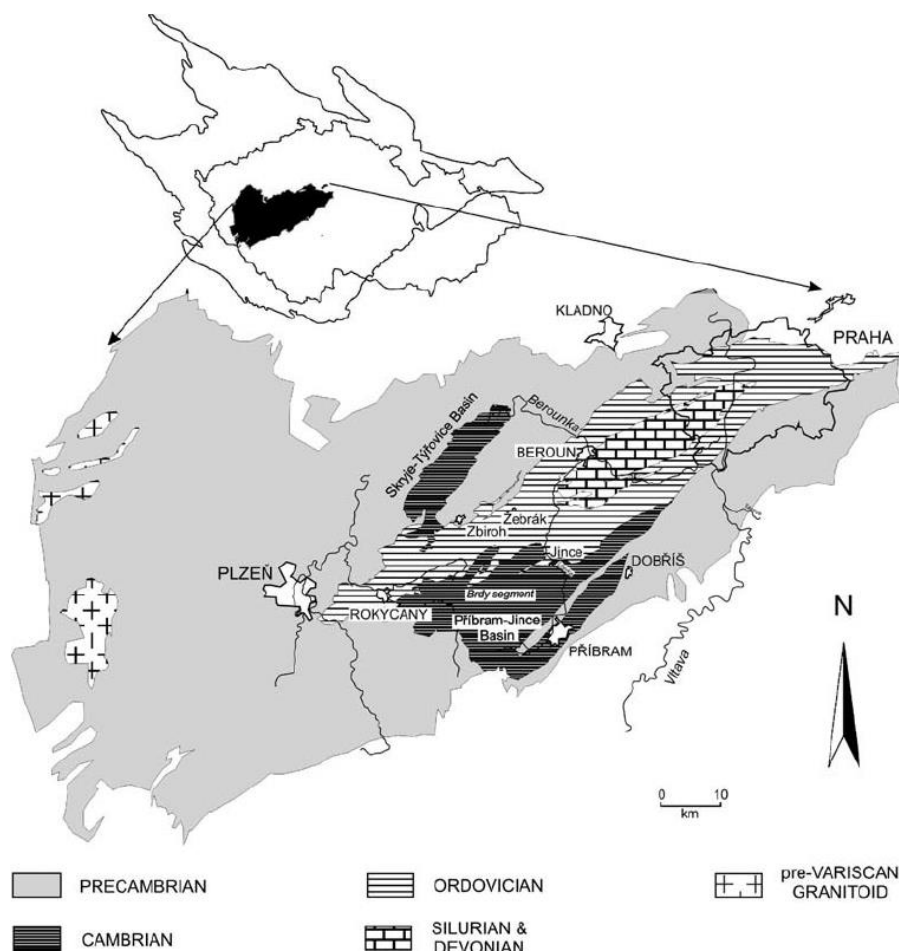 KLADNO
PRAHA
Berounka
Skryje-Týřovice Basin
BEROUN
Žebrák
Zbiroh
Jince
PLZEŇ
DOBŘÍŠ
Brdy segment
ROKYCANY
Příbram-Jince
Basin
PŘÍBRAM
Vltava
N
0 10
km
PRECAMBRIAN
ORDOVICIAN
pre-VARISCAN
GRANITOID
CAMBRIAN
SILURIAN &
DEVONIAN